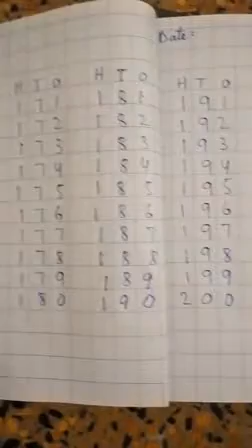 Date:
H T O H T O H T O
1 7 1 1 8 1 1 9 1
1 7 2 1 8 2 1 9 2
1 7 3 1 8 3 1 9 3
1 7 4 1 8 4 1 9 4
1 7 5 1 8 5 1 9 5
1 7 6 1 8 6 1 9 6
1 7 7 1 8 7 1 9 7
1 7 8 1 8 8 1 9 8
1 7 9 1 8 9 1 9 9
1 8 0 1 9 0 2 0 0